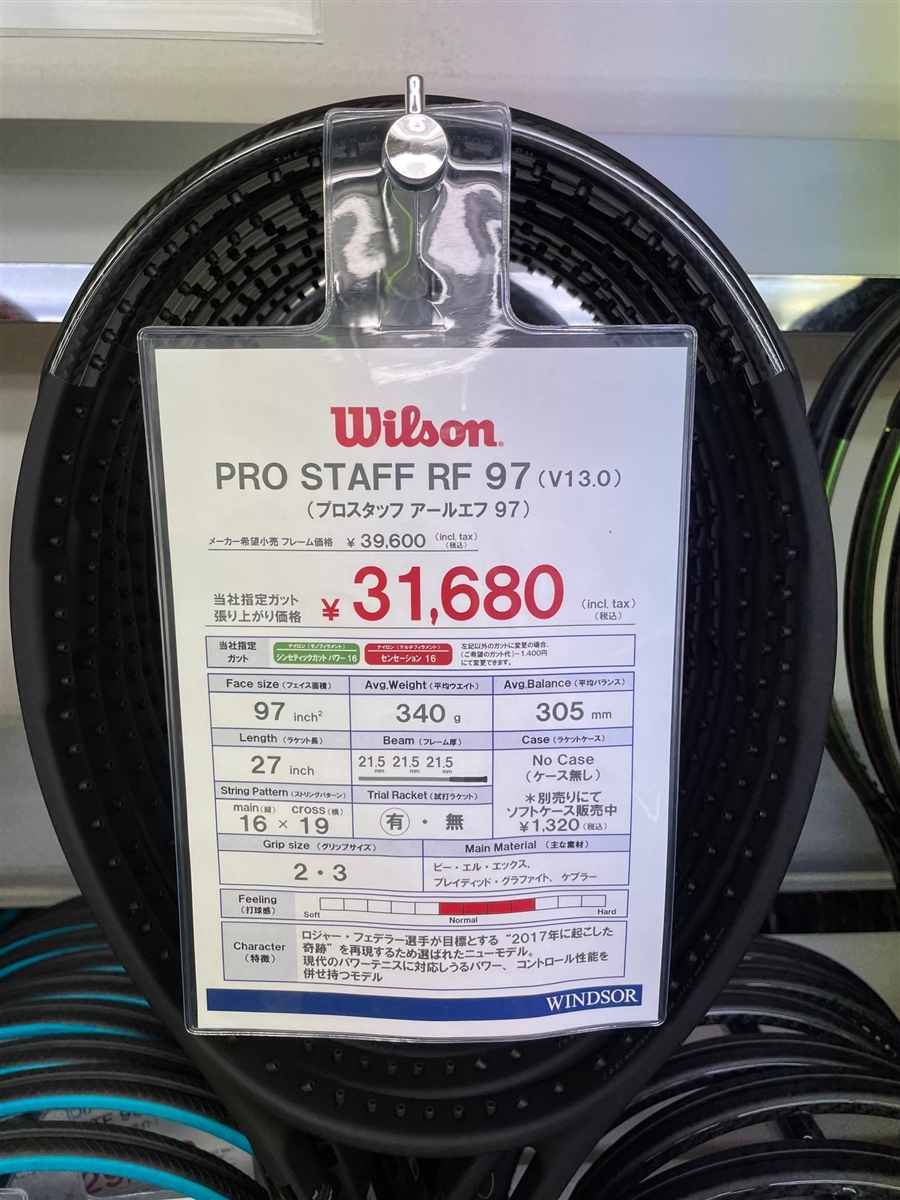 Wilson.
PRO STAFF RF 97 (V13.0)
(プロスタッフ アールエフ 97)
メーカー希望小売 フレーム価格 ¥ 39,600 (incl. tax)
(税込)
当社指定ガット
張り上がり価格 ¥ 31,680 (incl. tax)
(税込)
当社指定
ガット
ナイロン(モノフィラメント)
シンセティックガット パワー 16
ナイロン(マルチフィラメント)
センセーション 16
左記以外のガットに変更の場合、
(ご希望のガット代)−1,400円
にて変更できます。
Face size (フェイス面積) Avg.Weight (平均ウエイト) Avg.Balance (平均バランス)
97 inch² 340 g 305 mm
Length (ラケット長) Beam (フレーム厚) Case (ラケットケース)
27 inch
21.5 21.5 21.5
mm mm mm
No Case
(ケース無し)
*別売りにて
ソフトケース販売中
¥1,320 (税込)
String Pattern (ストリングパターン) Trial Racket (試打ラケット)
main(縦) cross(横)
16 × 19
有 ・ 無
Grip size (グリップサイズ) Main Material (主な素材)
2・3
ビー・エル・エックス、
ブレイディッド・グラファイト、ケブラー
Feeling
(打球感)
Soft Normal Hard
Character
(特徴)
ロジャー・フェデラー選手が目標とする“2017年に起こした
奇跡”を再現するため選ばれたニューモデル。
現代のパワーテニスに対応しうるパワー、コントロール性能を
併せ持つモデル
WINDSOR